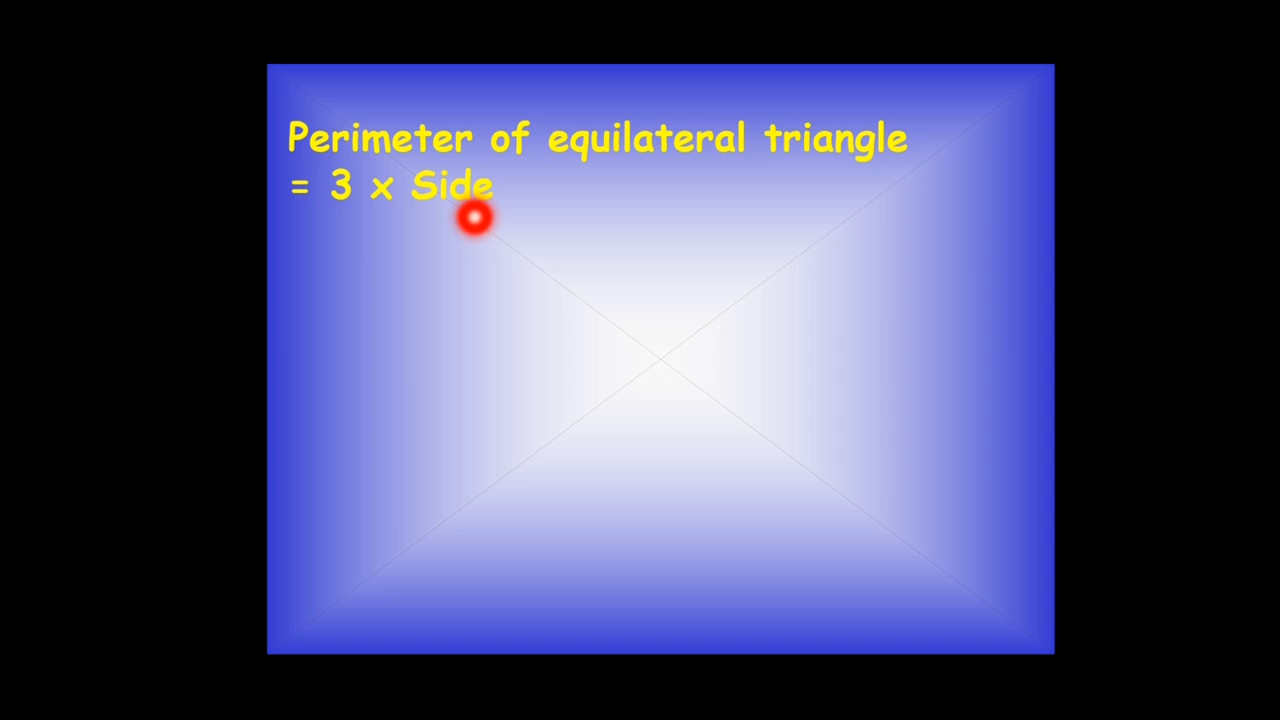 Perimeter of equilateral triangle
= 3 x Side